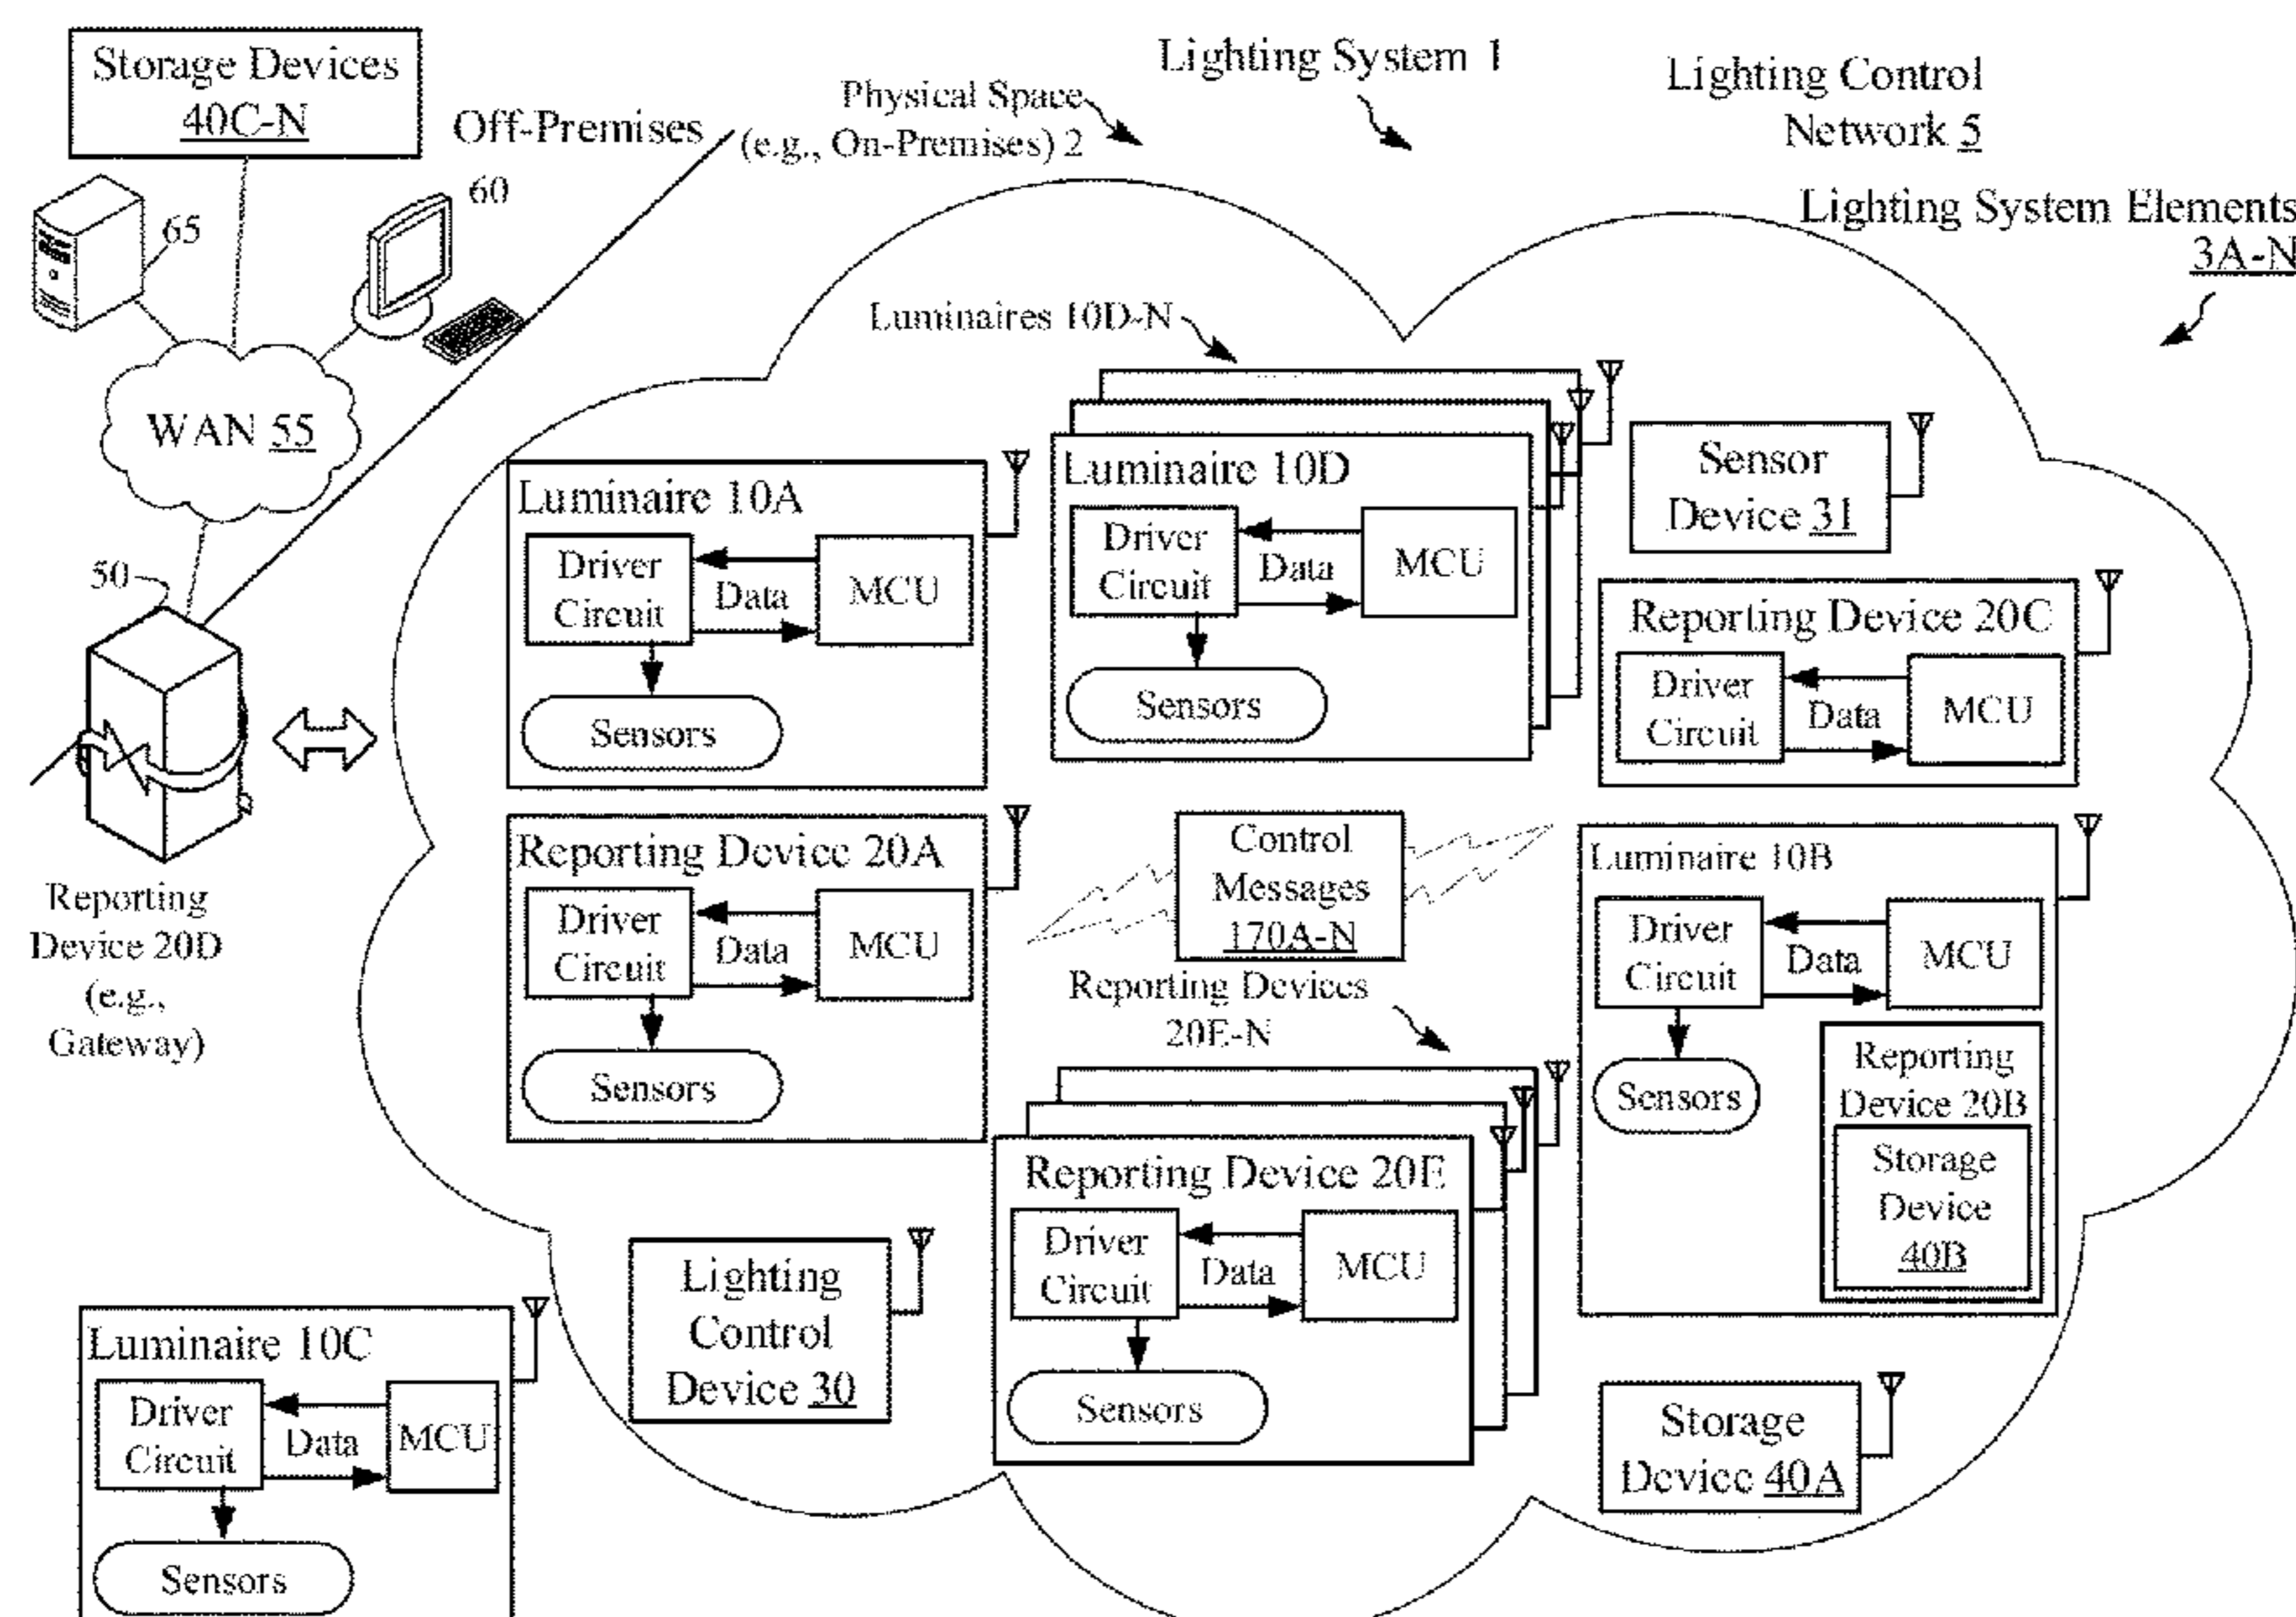 Storage Devices
40C-N
Off-Premises
Physical Space
(e.g., On-Premises) 2
Lighting System 1
Lighting Control
Network 5
Lighting System Elements
3A-N
65
60
WAN 55
50
Reporting
Device 20D
(e.g.,
Gateway)
Luminaires 10D-N
Luminaire 10A
Driver
Circuit
Data
MCU
Sensors
Luminaire 10D
Driver
Circuit
Data
MCU
Sensors
Sensor
Device 31
Reporting Device 20C
Driver
Circuit
Data
MCU
Reporting Device 20A
Driver
Circuit
Data
MCU
Sensors
Control
Messages
170A-N
Reporting Devices
20E-N
Luminaire 10B
Driver
Circuit
Data
MCU
Sensors
Reporting
Device 20B
Storage
Device
40B
Reporting Device 20E
Driver
Circuit
Data
MCU
Sensors
Lighting
Control
Device 30
Luminaire 10C
Driver
Circuit
Data
MCU
Sensors
Storage
Device 40A